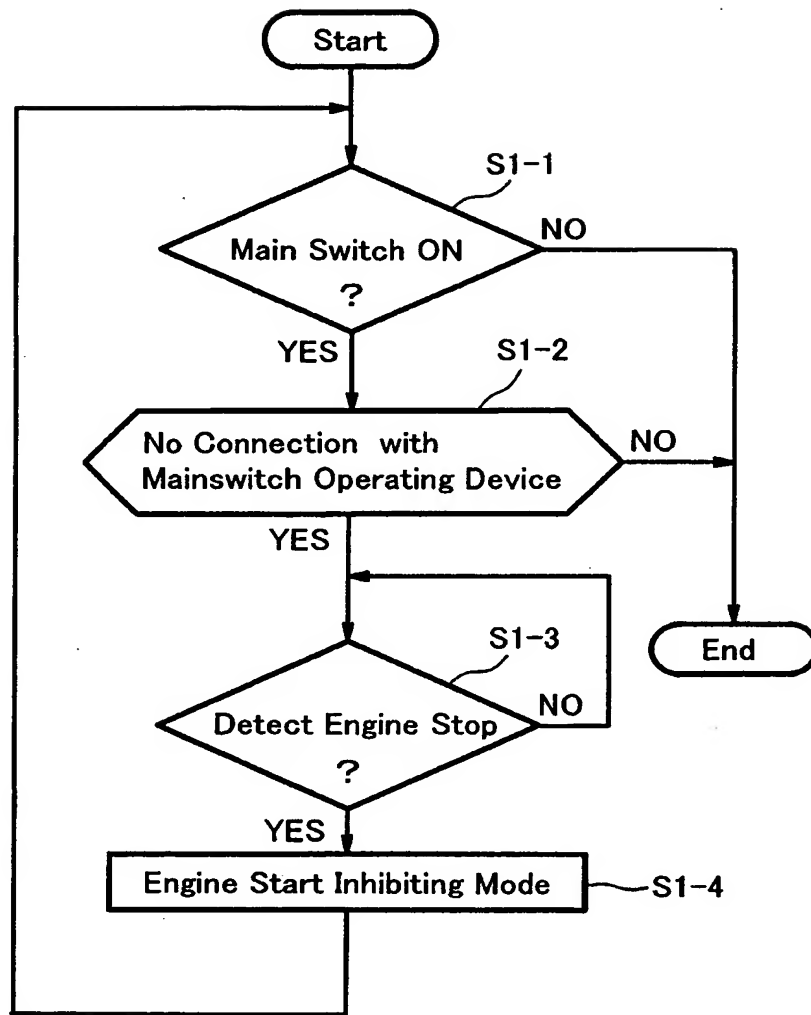 Start
S1-1
Main Switch ON
?
NO
YES
S1-2
No Connection with
Mainswitch Operating Device
NO
YES
S1-3
End
Detect Engine Stop
?
NO
YES
Engine Start Inhibiting Mode
S1-4